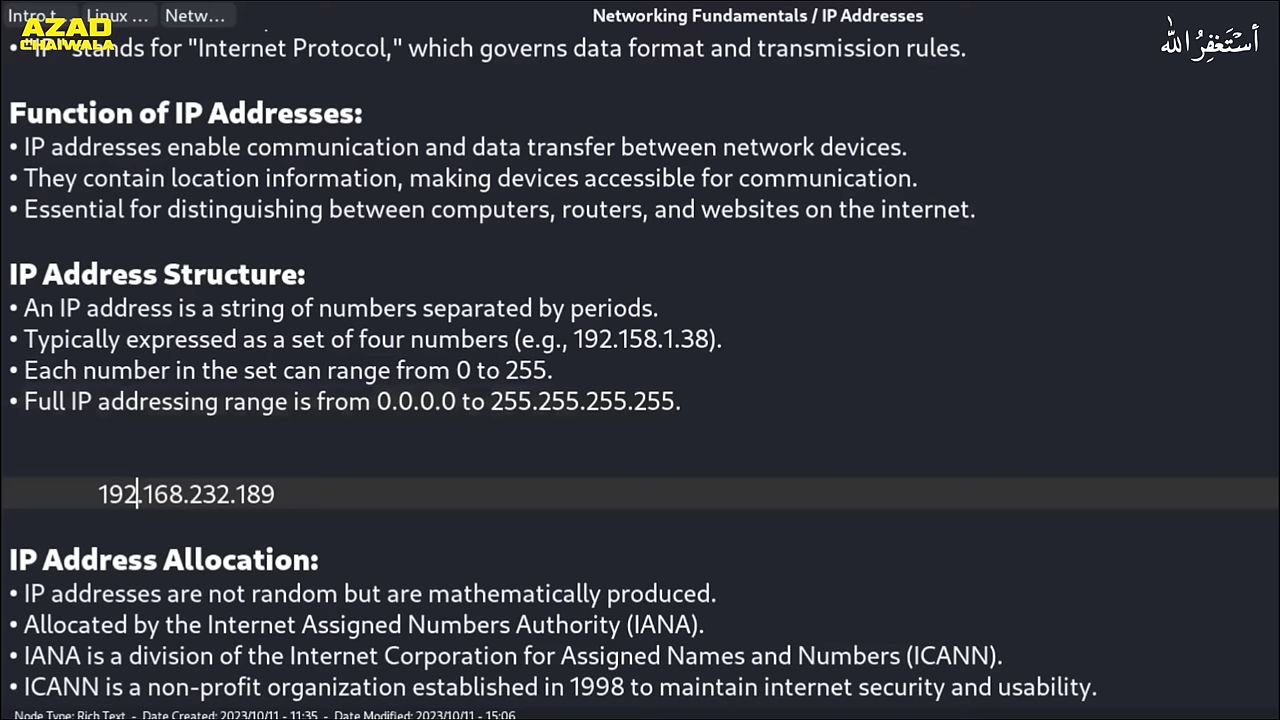 Intro t... Linux ... Netw...
Networking Fundamentals / IP Addresses
AZAD
CHAIWALA
أستغفر الله
• "IP" stands for "Internet Protocol," which governs data format and transmission rules.
Function of IP Addresses:
• IP addresses enable communication and data transfer between network devices.
• They contain location information, making devices accessible for communication.
• Essential for distinguishing between computers, routers, and websites on the internet.
IP Address Structure:
• An IP address is a string of numbers separated by periods.
• Typically expressed as a set of four numbers (e.g., 192.158.1.38).
• Each number in the set can range from 0 to 255.
• Full IP addressing range is from 0.0.0.0 to 255.255.255.255.
192.168.232.189
IP Address Allocation:
• IP addresses are not random but are mathematically produced.
• Allocated by the Internet Assigned Numbers Authority (IANA).
• IANA is a division of the Internet Corporation for Assigned Names and Numbers (ICANN).
• ICANN is a non-profit organization established in 1998 to maintain internet security and usability.
Node Type: Rich Text - Date Created: 2023/10/11 - 11:35 - Date Modified: 2023/10/11 - 15:06